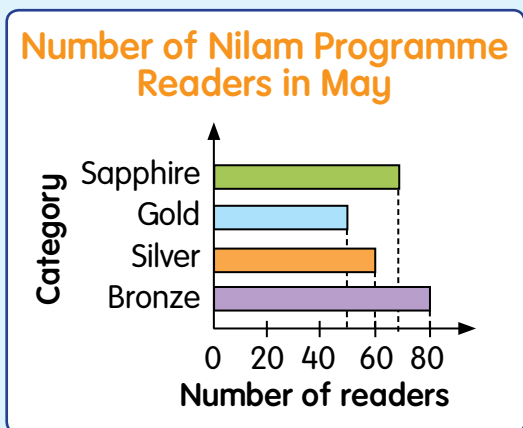 Number of Nilam Programme
Readers in May
Category
Sapphire
Gold
Silver
Bronze
0 20 40 60 80
Number of readers